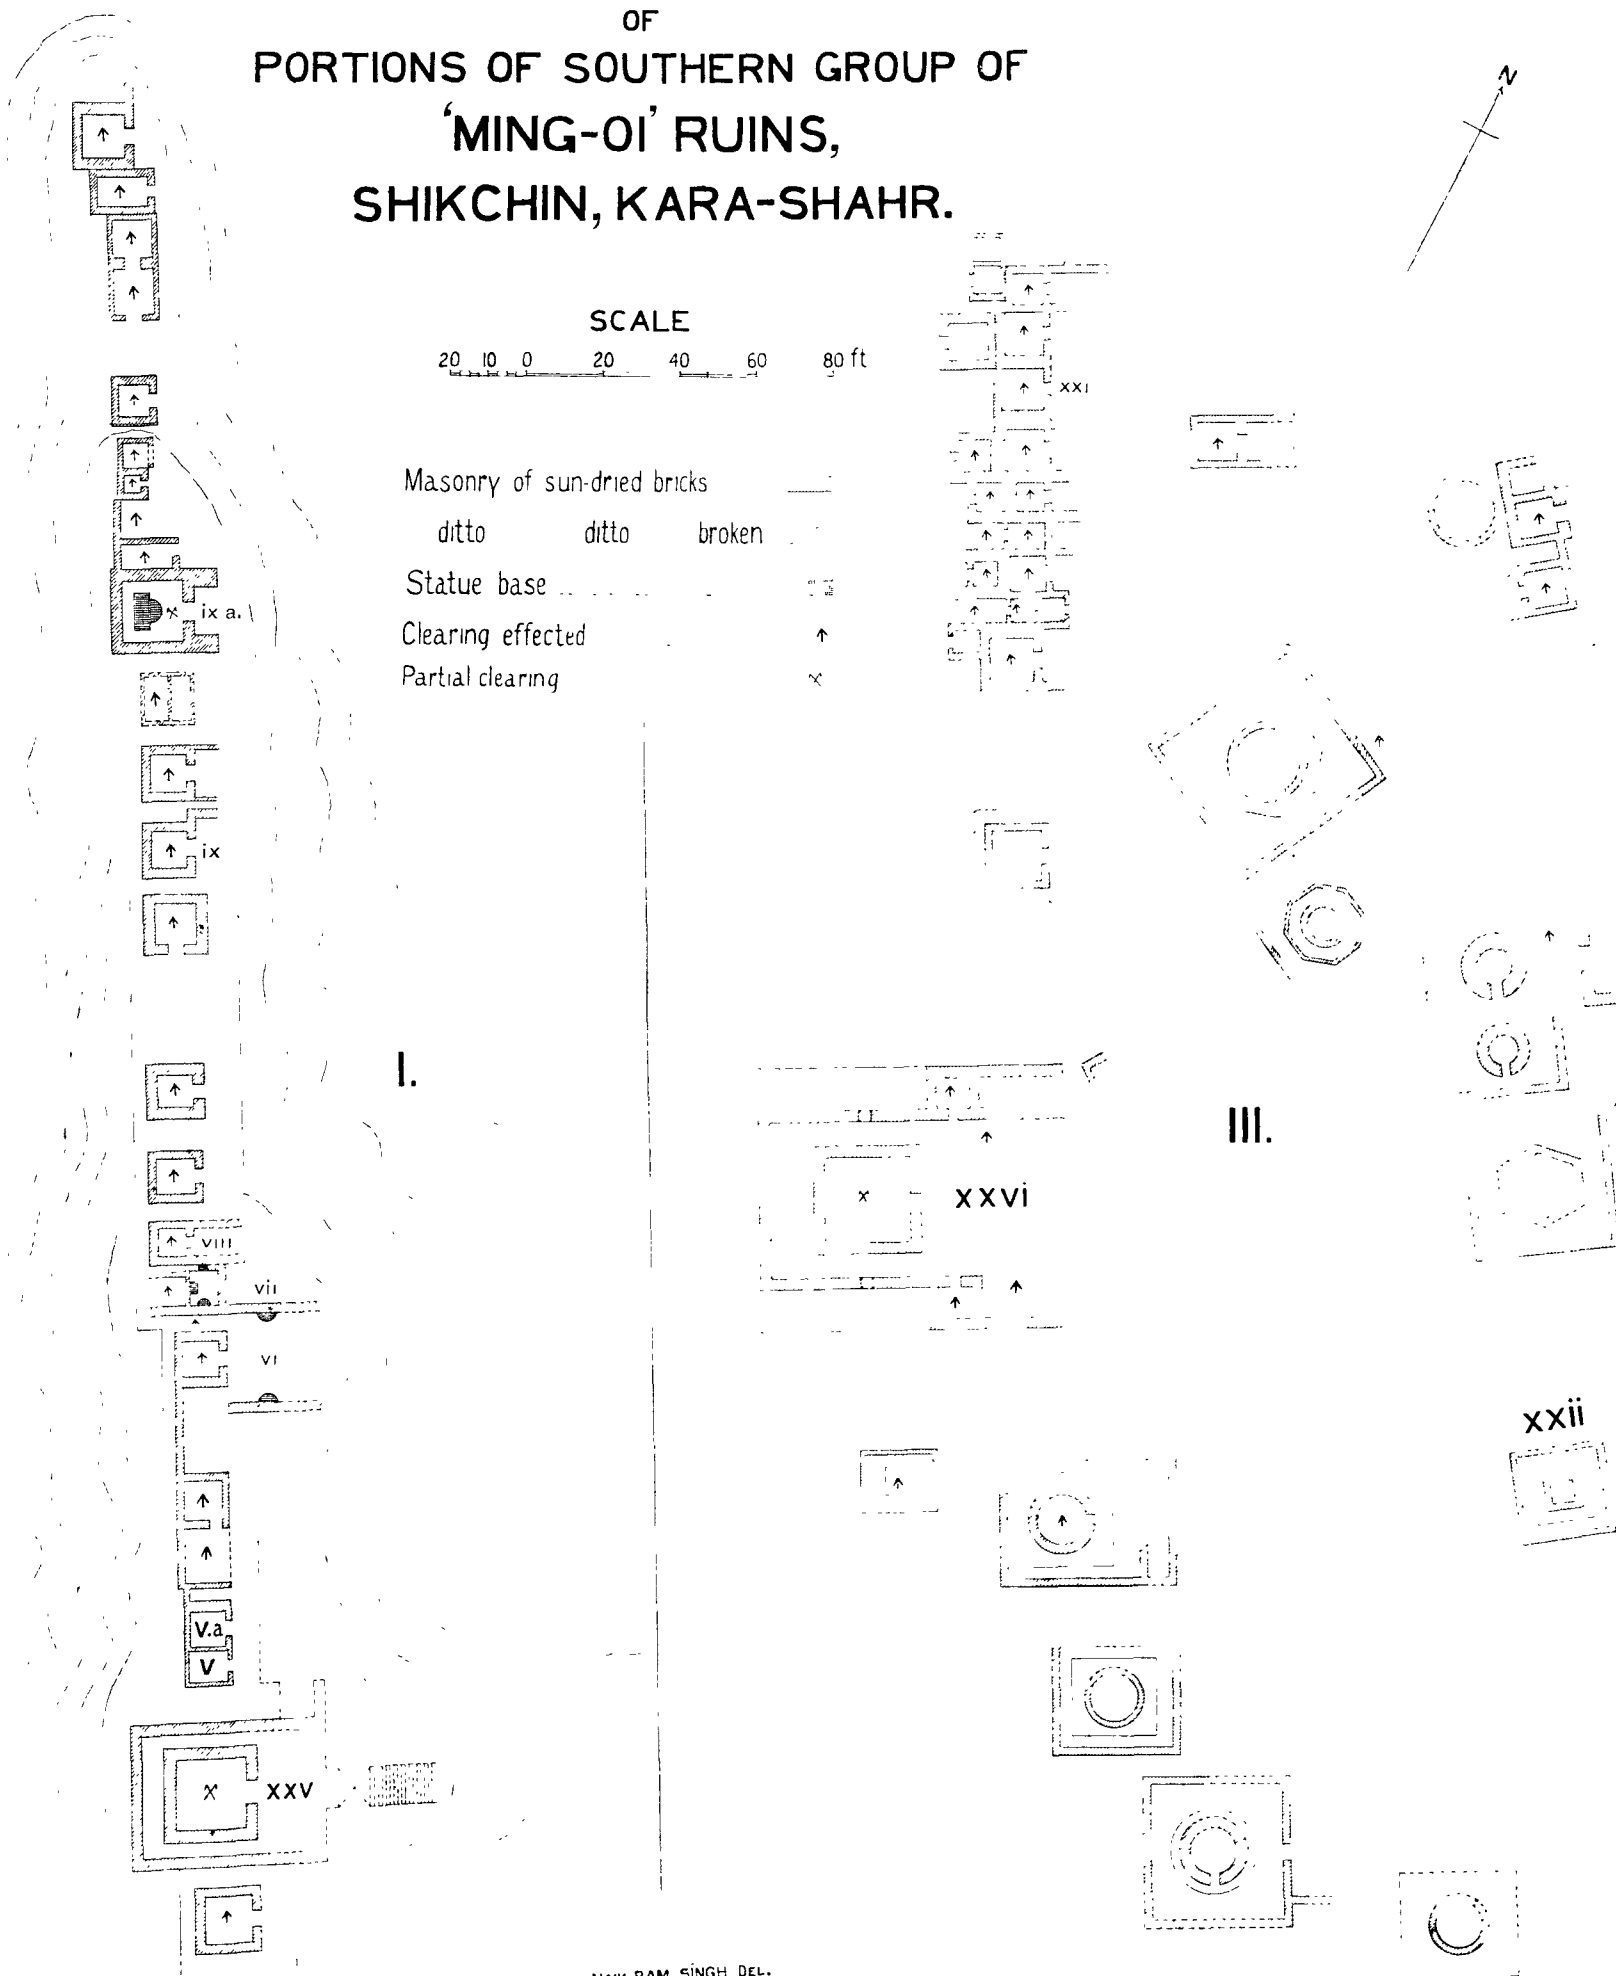 OF
PORTIONS OF SOUTHERN GROUP OF
'MING-OI' RUINS,
SHIKCHIN, KARA-SHAHR.
N
SCALE
20 10 0 20 40 60 80 ft
XXI
Masonry of sun-dried bricks
ditto ditto broken
Statue base
ix a.
Clearing effected
Partial clearing
ix
I.
III.
XXVi
VIII
vii
VI
XXii
V.a
V
XXV
RAM SINGH DEL.